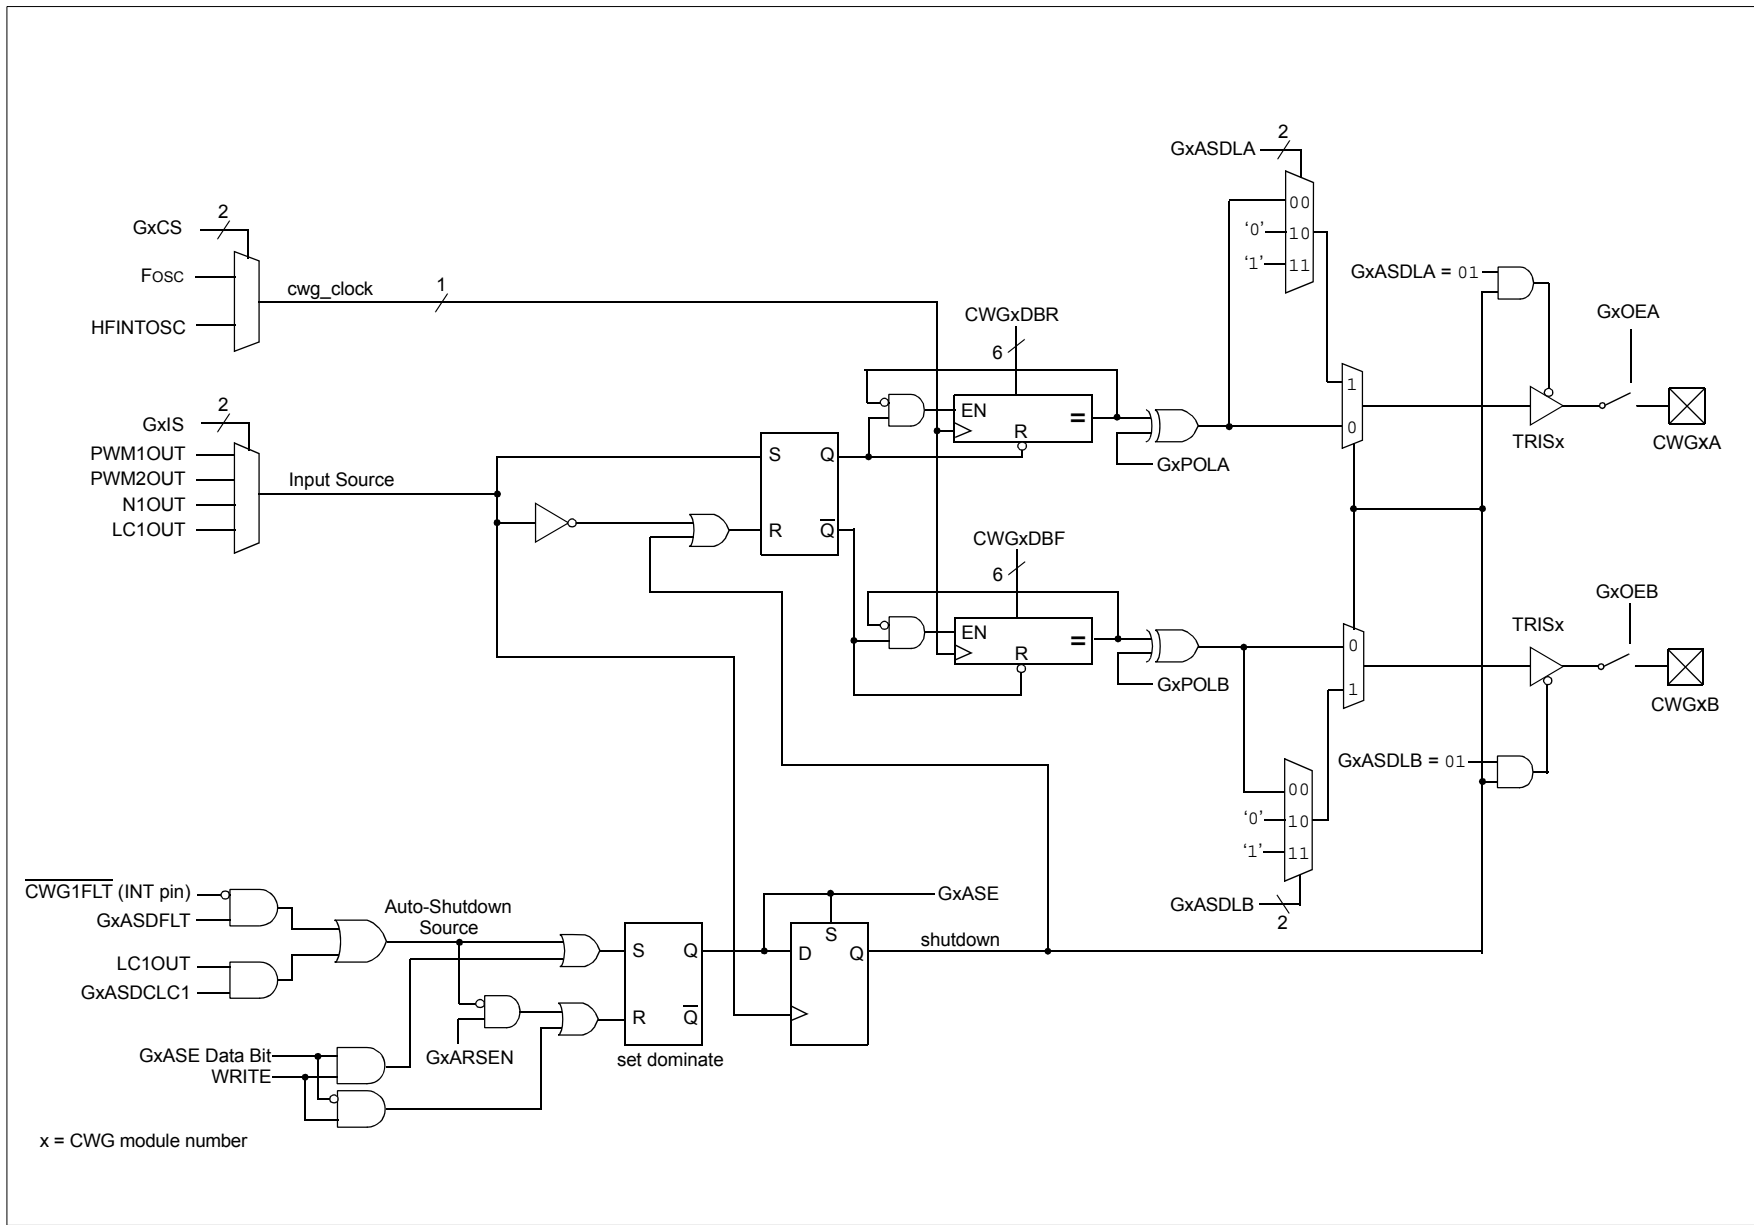 GxASDLA
2
00
‘0’
10
‘1’
11
GxCS
2
FOSC
HFINTOSC
cwg_clock
1
GxASDLA = 01
GxOEA
TRISx
CWGxA
CWGxDBR
6
EN
=
R
GxPOLA
1
0
GxIS
2
PWM1OUT
PWM2OUT
N1OUT
LC1OUT
Input Source
S
Q
R
Q
CWGxDBF
6
EN
=
R
GxPOLB
0
1
GxOEB
TRISx
CWGxB
GxASDLB = 01
00
‘0’
10
‘1’
11
GxASDLB
2
CWG1FLT (INT pin)
GxASDFLT
LC1OUT
GxASDCLC1
Auto-Shutdown
Source
GxASE
S
D
Q
shutdown
S
Q
R
Q
set dominate
GxARSEN
GxASE Data Bit
WRITE
x = CWG module number